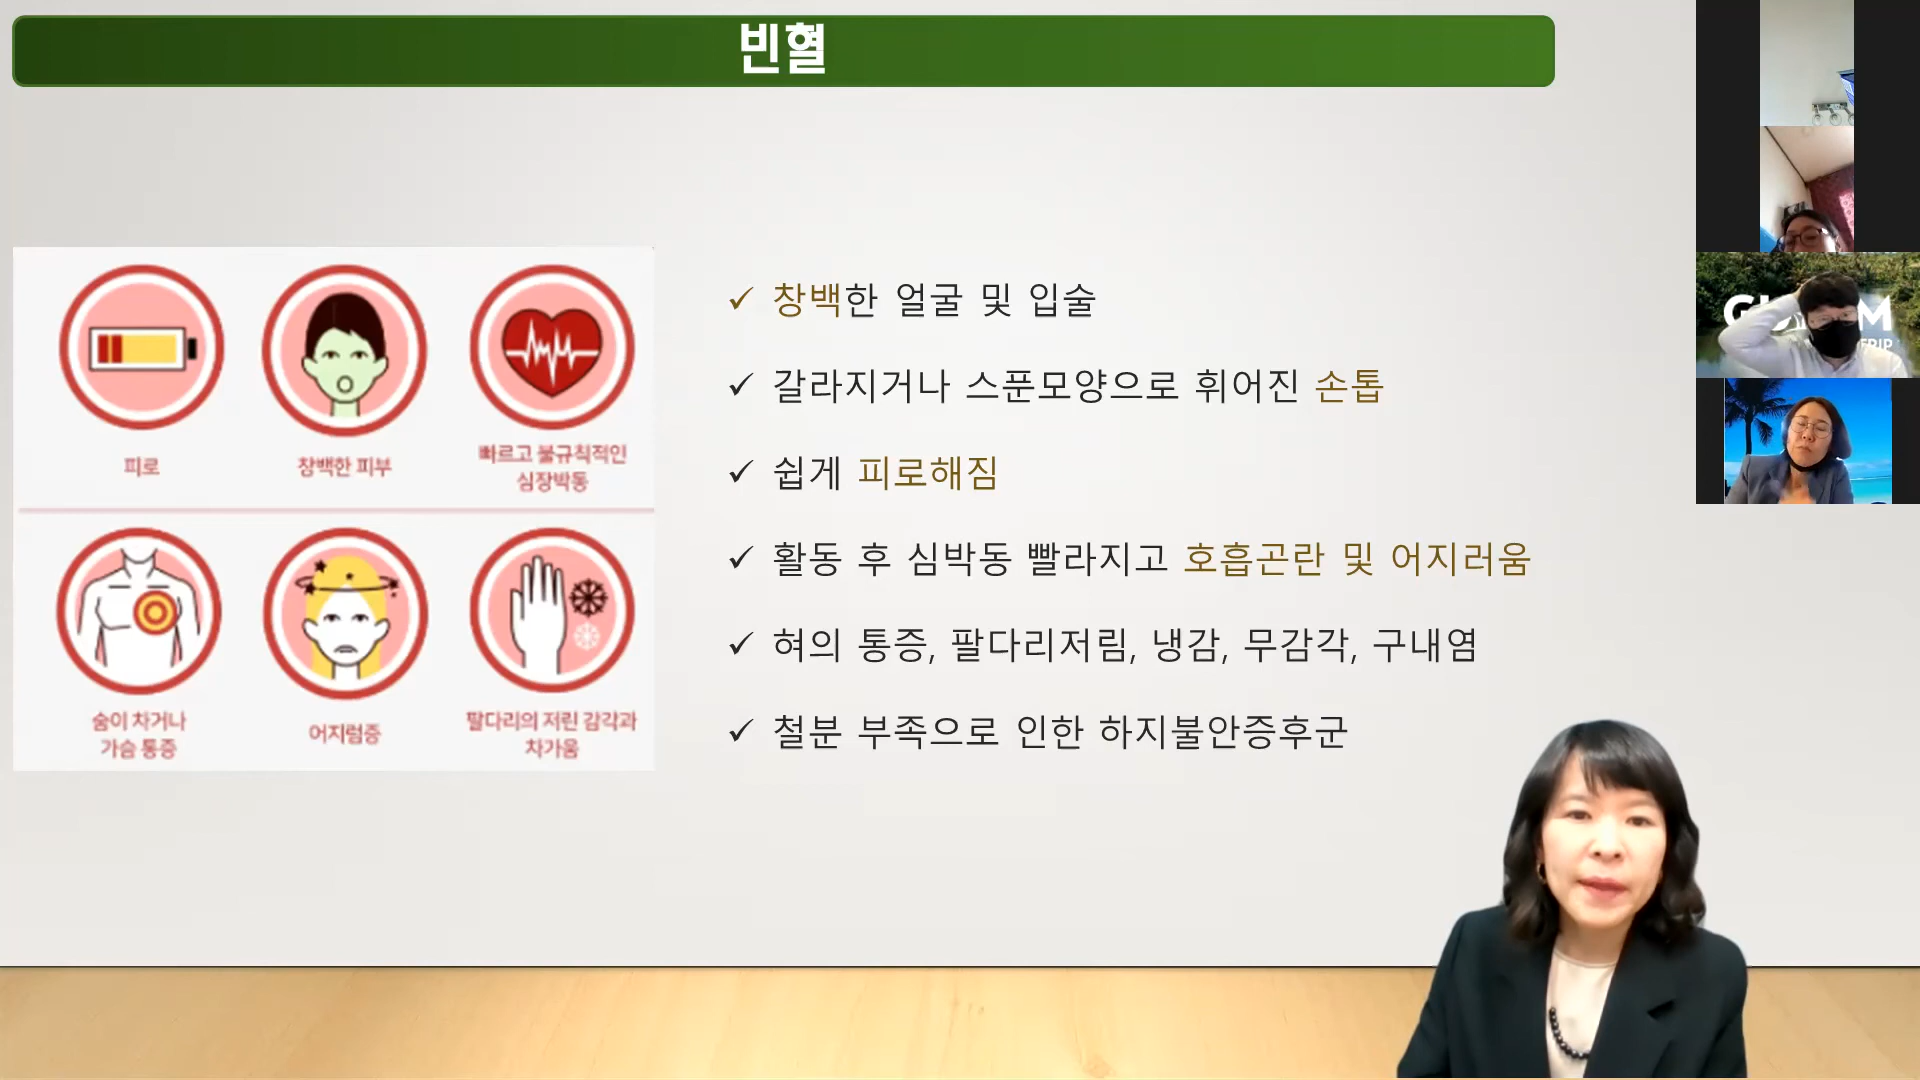 빈혈
피로
창백한 피부
빠르고 불규칙적인
심장박동
숨이 차거나
가슴 통증
어지럼증
팔다리의 저린 감각과
차가움
✓ 창백한 얼굴 및 입술
✓ 갈라지거나 스푼모양으로 휘어진 손톱
✓ 쉽게 피로해짐
✓ 활동 후 심박동 빨라지고 호흡곤란 및 어지러움
✓ 혀의 통증, 팔다리저림, 냉감, 무감각, 구내염
✓ 철분 부족으로 인한 하지불안증후군